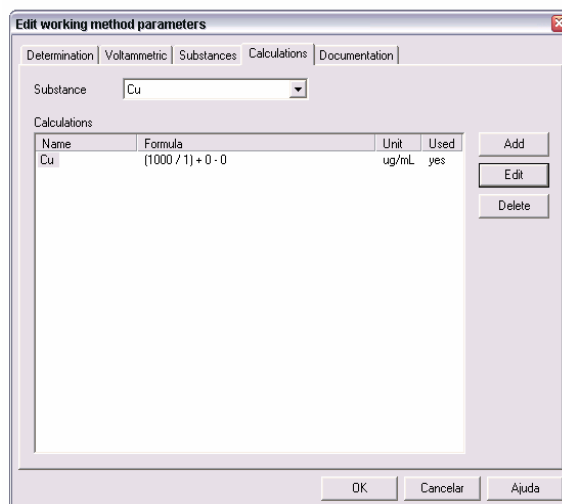 Edit working method parameters
Determination Voltammetric Substances Calculations Documentation
Substance Cu
Calculations
Name Formula Unit Used Add
Cu (1000 / 1) + 0 - 0 ug/mL yes
Edit
Delete
OK Cancelar Ajuda